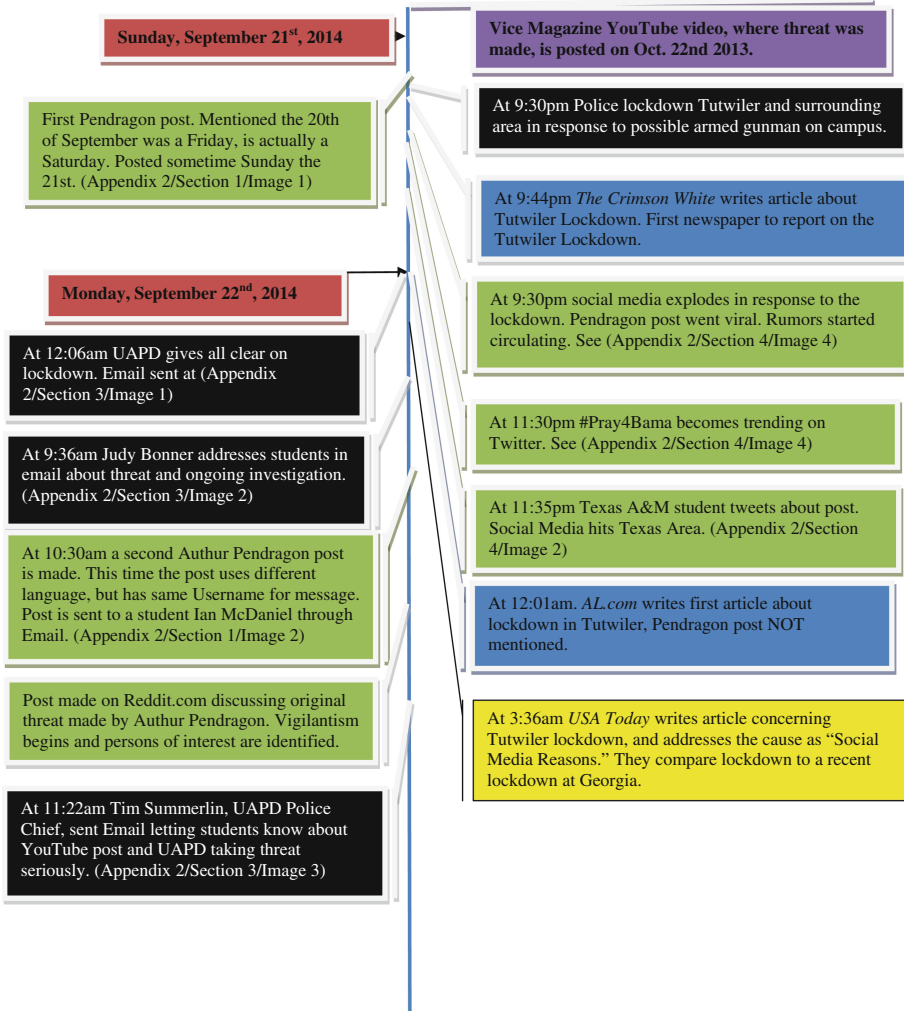 Sunday, September 21st, 2014
Vice Magazine YouTube video, where threat was
made, is posted on Oct. 22nd 2013.
First Pendragon post. Mentioned the 20th
of September was a Friday, is actually a
Saturday. Posted sometime Sunday the
21st. (Appendix 2/Section 1/Image 1)
At 9:30pm Police lockdown Tutwiler and surrounding
area in response to possible armed gunman on campus.
At 9:44pm The Crimson White writes article about
Tutwiler Lockdown. First newspaper to report on the
Tutwiler Lockdown.
At 9:30pm social media explodes in response to the
lockdown. Pendragon post went viral. Rumors started
circulating. See (Appendix 2/Section 4/Image 4)
At 11:30pm #Pray4Bama becomes trending on
Twitter. See (Appendix 2/Section 4/Image 4)
At 11:35pm Texas A&M student tweets about post.
Social Media hits Texas Area. (Appendix 2/Section
4/Image 2)
Monday, September 22nd, 2014
At 12:06am UAPD gives all clear on
lockdown. Email sent at (Appendix
2/Section 3/Image 1)
At 9:36am Judy Bonner addresses students in
email about threat and ongoing investigation.
(Appendix 2/Section 3/Image 2)
At 10:30am a second Authur Pendragon post
is made. This time the post uses different
language, but has same Username for message.
Post is sent to a student Ian McDaniel through
Email. (Appendix 2/Section 1/Image 2)
Post made on Reddit.com discussing original
threat made by Authur Pendragon. Vigilantism
begins and persons of interest are identified.
At 11:22am Tim Summerlin, UAPD Police
Chief, sent Email letting students know about
YouTube post and UAPD taking threat
seriously. (Appendix 2/Section 3/Image 3)
At 12:01am. AL.com writes first article about
lockdown in Tutwiler, Pendragon post NOT
mentioned.
At 3:36am USA Today writes article concerning
Tutwiler lockdown, and addresses the cause as “Social
Media Reasons.” They compare lockdown to a recent
lockdown at Georgia.